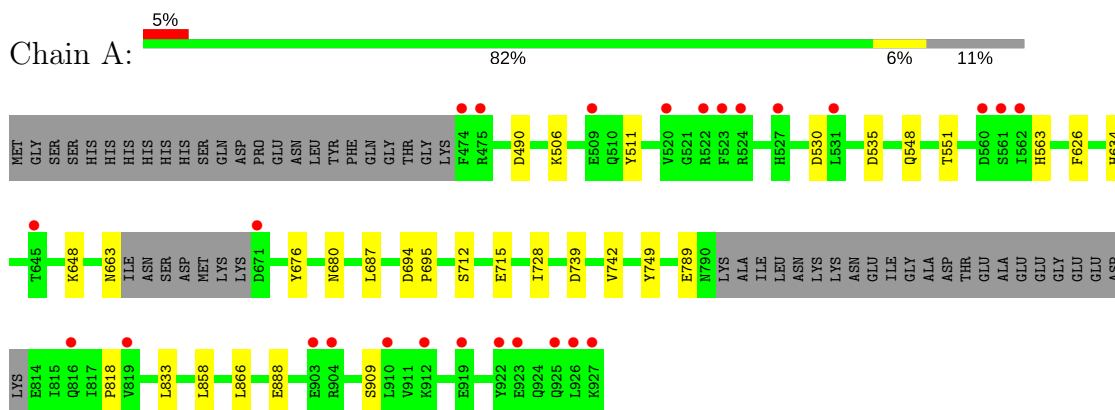 5%
Chain A:
82% 6% 11%
MET GLY SER SER HIS HIS HIS HIS HIS HIS SER GLN ASP PRO GLU ASN LEU TYR PHE GLN GLY THR GLY LYS F474 R475 D490 K506 E509 Q510 Y511 V520 G521 R522 F523 R524 H527 D530 L531 D535 Q548 T551 D560 S561 I562 H563 F626 H634
T645 K648 N663 ILE ASN SER ASP MET LYS LYS D671 Y676 N680 L687 D694 P695 S712 E715 I728 D739 V742 Y749 E789 N790 LYS ALA ILE LEU ASN LYS LYS ASN GLU ILE GLY ALA ASP THR GLU ALA GLU GLU GLY GLU GLU ASP
LYS E814 I815 Q816 I817 P818 V819 L833 L858 L866 E888 E903 R904 S909 L910 V911 K912 E919 Y922 E923 Q924 Q925 L926 K927